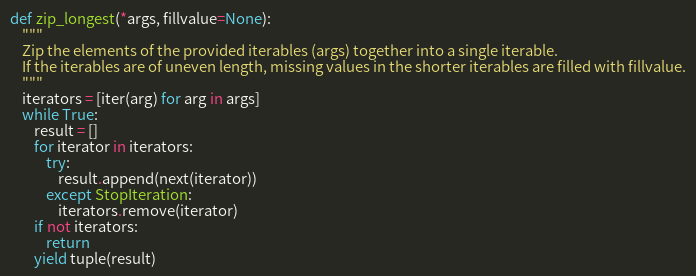 def zip_longest(*args, fillvalue=None):
"""
Zip the elements of the provided iterables (args) together into a single iterable.
If the iterables are of uneven length, missing values in the shorter iterables are filled with fillvalue.
"""
iterators = [iter(arg) for arg in args]
while True:
result = []
for iterator in iterators:
try:
result.append(next(iterator))
except StopIteration:
iterators.remove(iterator)
if not iterators:
return
yield tuple(result)